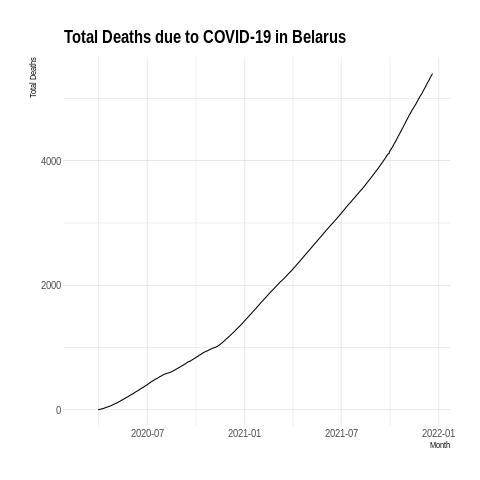 Total Deaths due to COVID-19 in Belarus
Total Deaths
4000
2000
0
2020-07 2021-01 2021-07 2022-01
Month